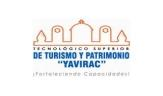 TECNOLÓGICO SUPERIOR
DE TURISMO Y PATRIMONIO
"YAVIRAC"
¡Fortaleciendo Capacidades!